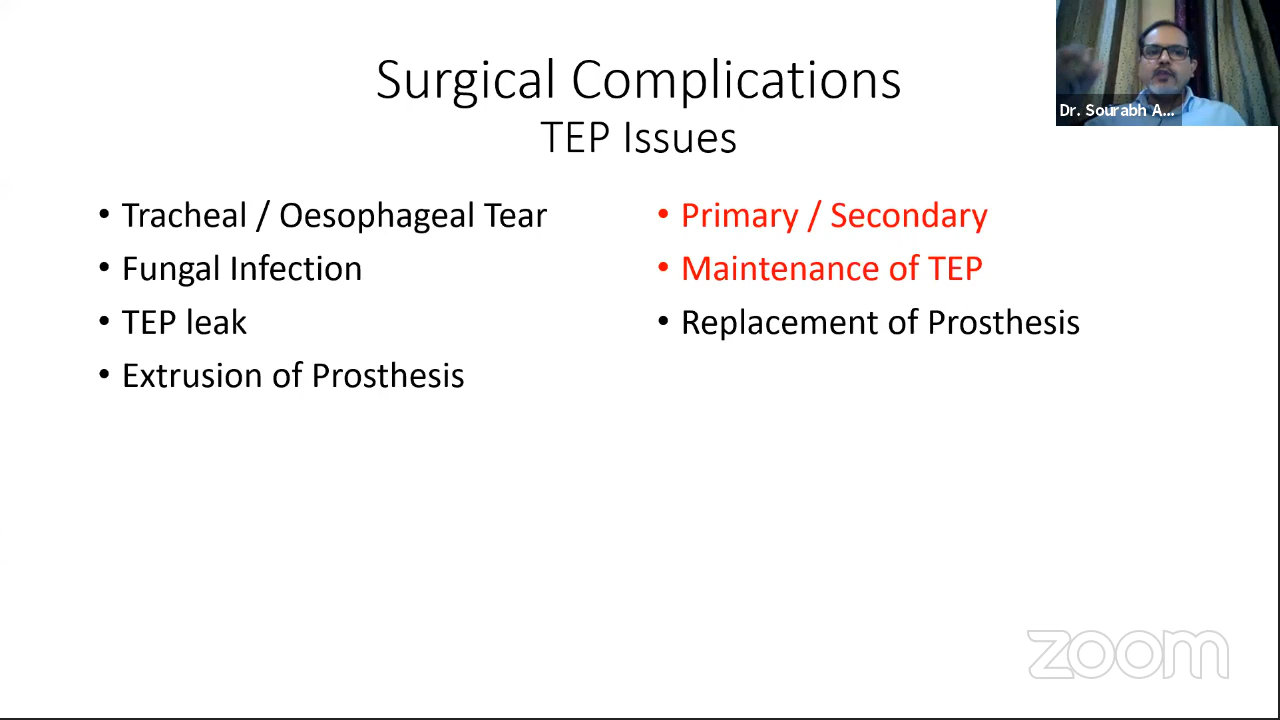 Surgical Complications
TEP Issues
Dr. Sourabh A...
• Tracheal / Oesophageal Tear
• Fungal Infection
• TEP leak
• Extrusion of Prosthesis
• Primary / Secondary
• Maintenance of TEP
• Replacement of Prosthesis
zoom